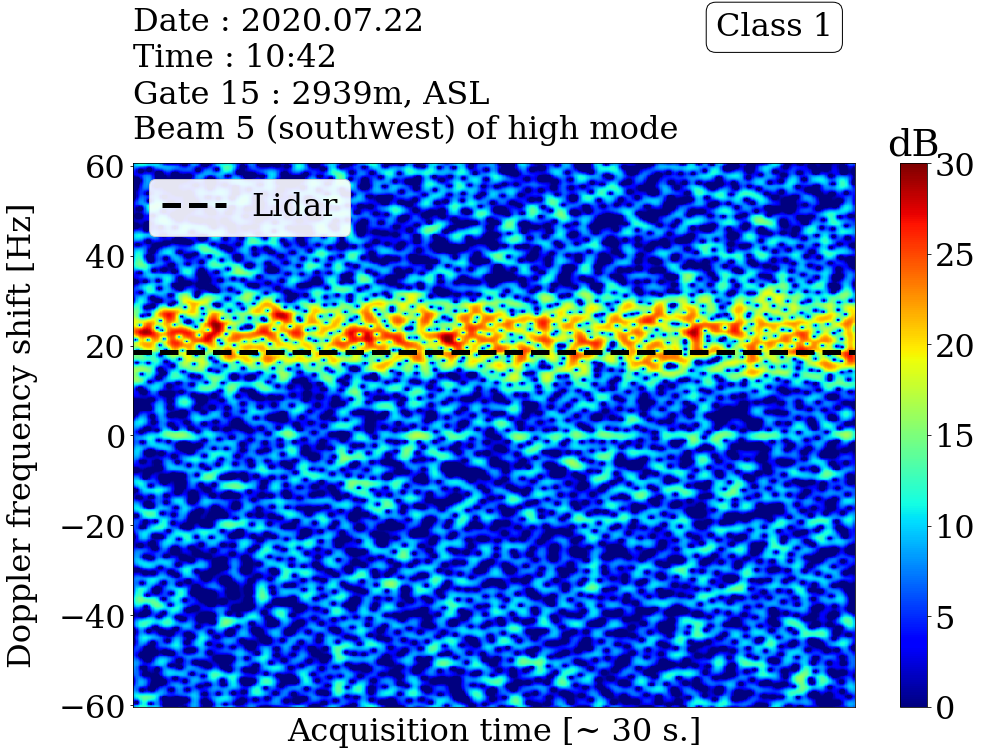 Date : 2020.07.22
Time : 10:42
Gate 15 : 2939m, ASL
Beam 5 (southwest) of high mode
Class 1
dB
Lidar
Doppler frequency shift [Hz]
60
40
20
0
−20
−40
−60
30
25
20
15
10
5
0
Acquisition time [~ 30 s.]